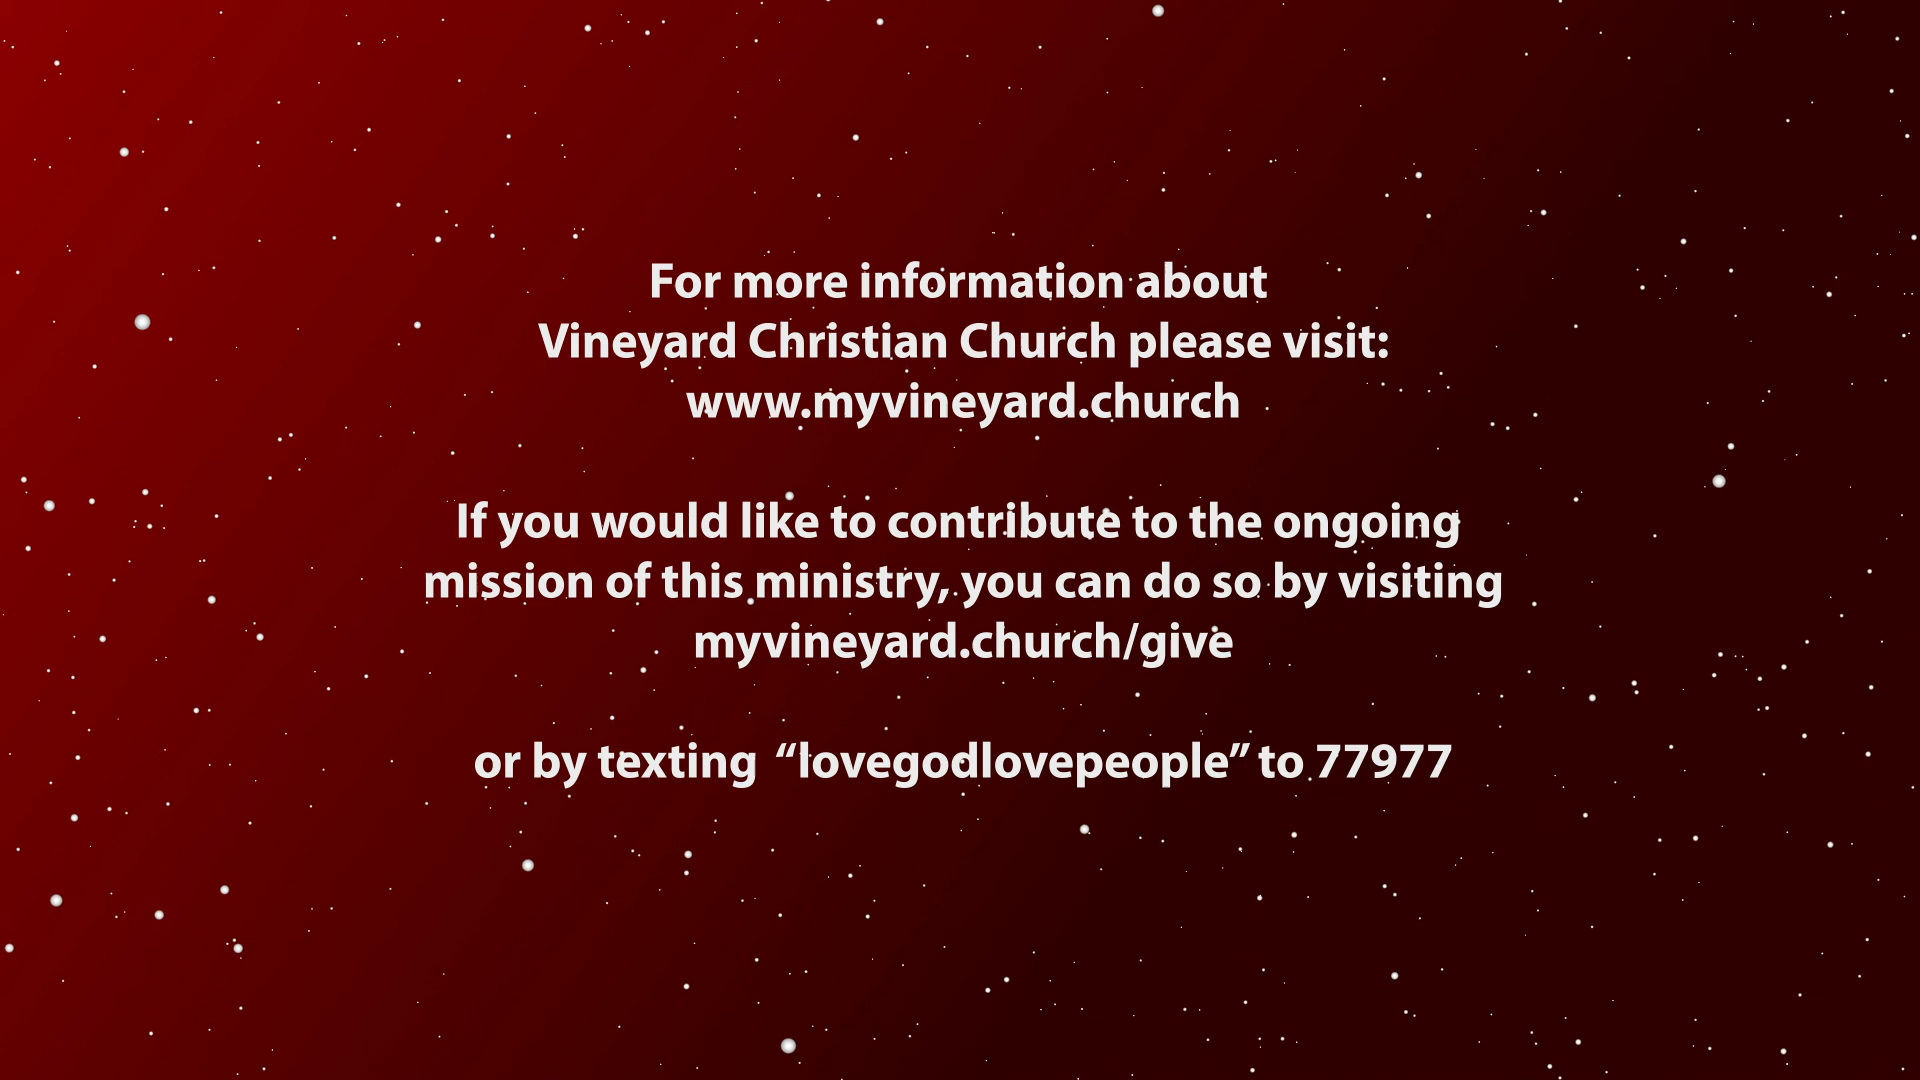 For more information about
Vineyard Christian Church please visit:
www.myvineyard.church
If you would like to contribute to the ongoing
mission of this ministry, you can do so by visiting
myvineyard.church/give
or by texting “lovegodlovepeople” to 77977